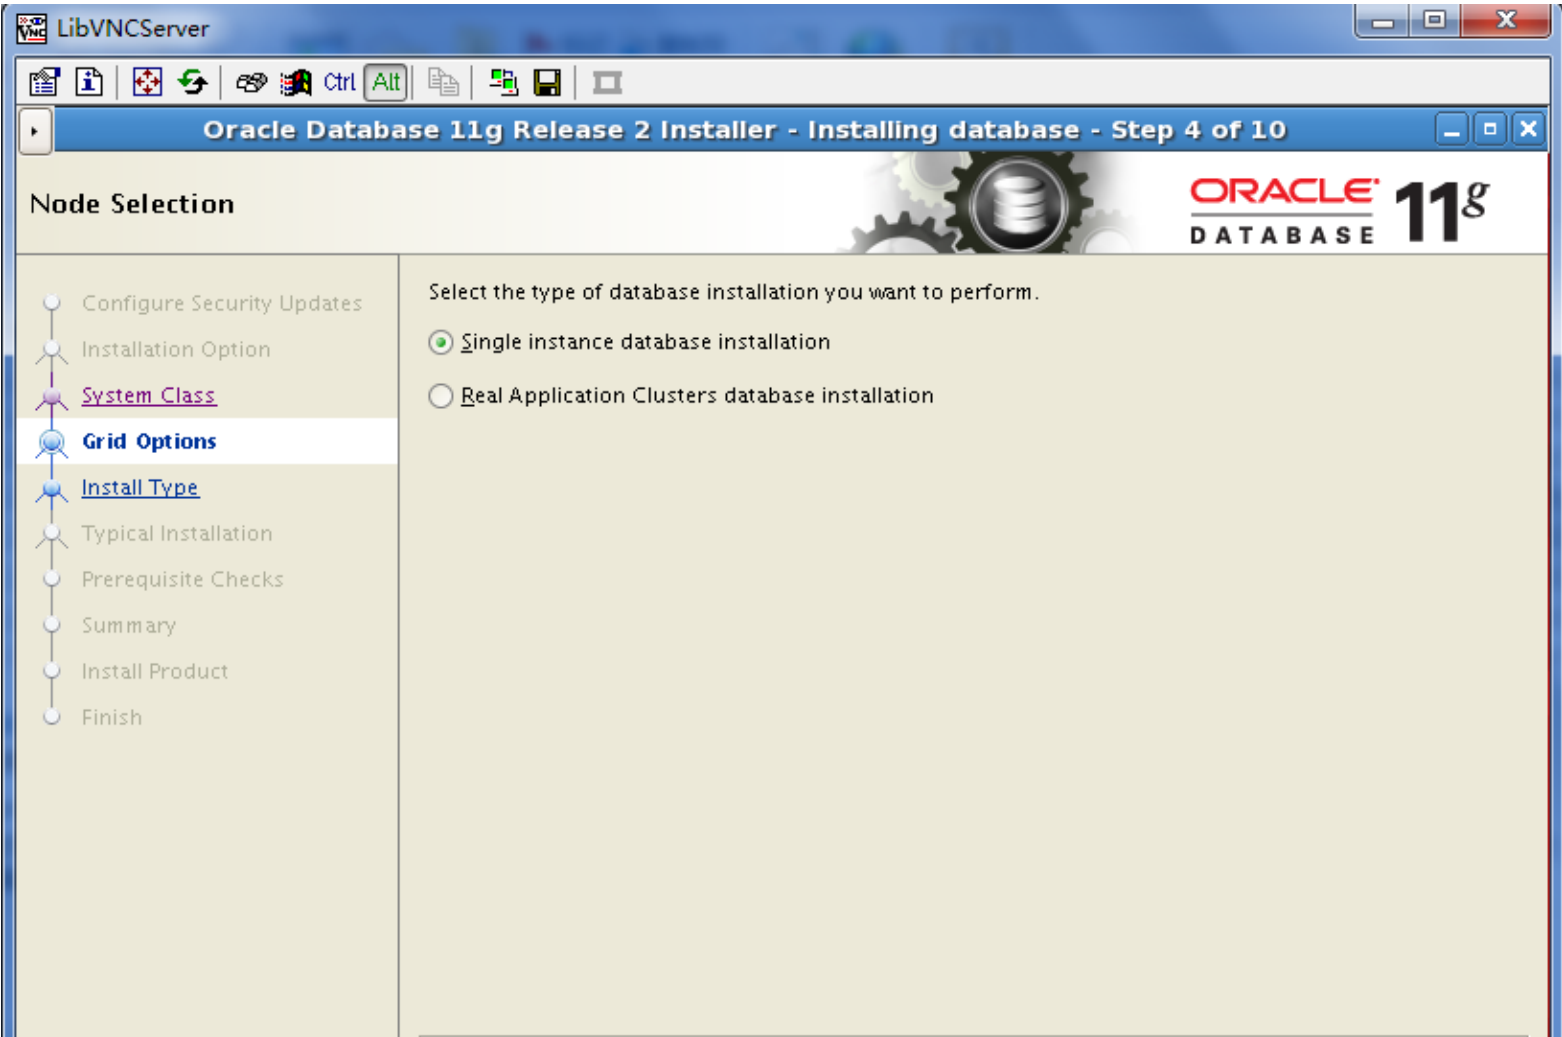 LibVNCServer
Ctrl Alt
Oracle Database 11g Release 2 Installer - Installing database - Step 4 of 10
Node Selection
ORACLE
DATABASE
11g
Configure Security Updates
Installation Option
System Class
Grid Options
Install Type
Typical Installation
Prerequisite Checks
Summary
Install Product
Finish
Select the type of database installation you want to perform.
Single instance database installation
Real Application Clusters database installation